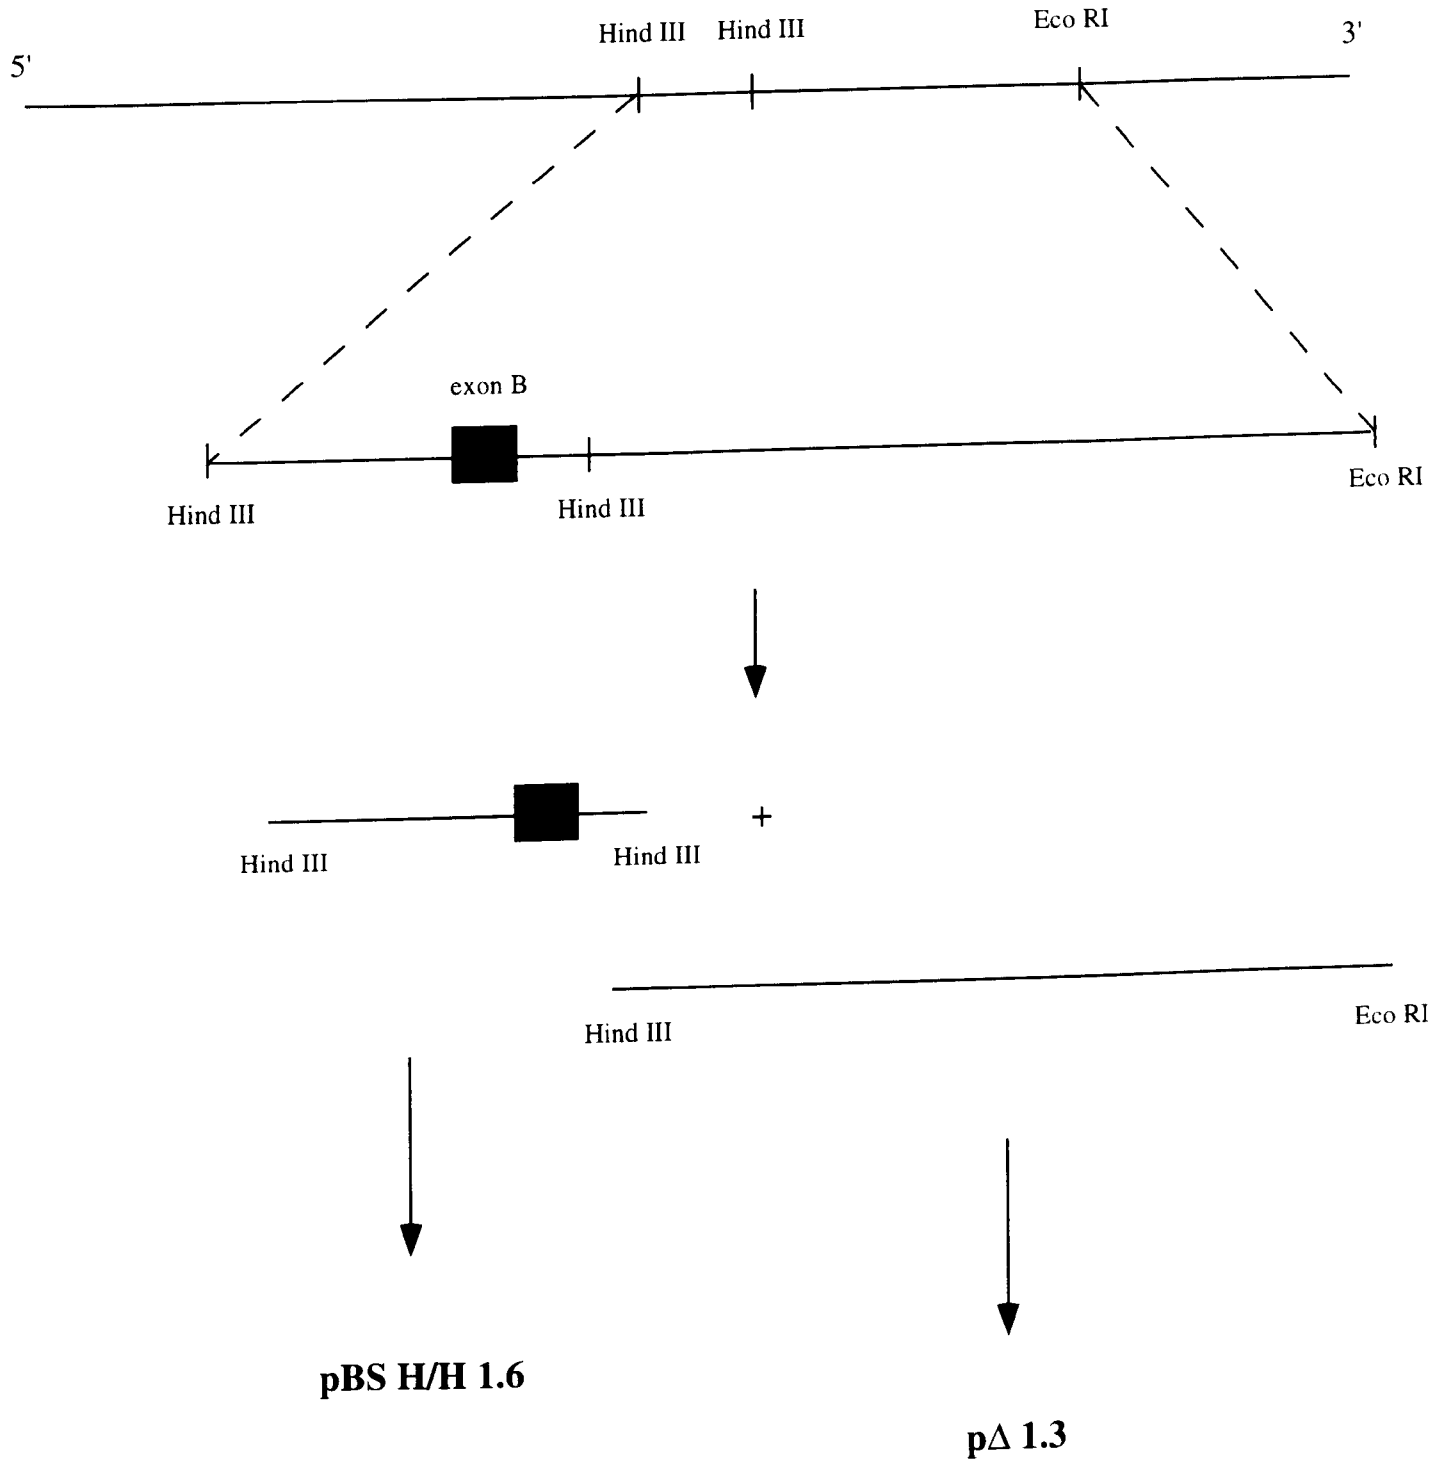 Hind III Hind III Eco RI
5' 3'
exon B
Hind III Hind III Eco RI
+
Hind III Hind III
Hind III Eco RI
pBS H/H 1.6
pΔ 1.3